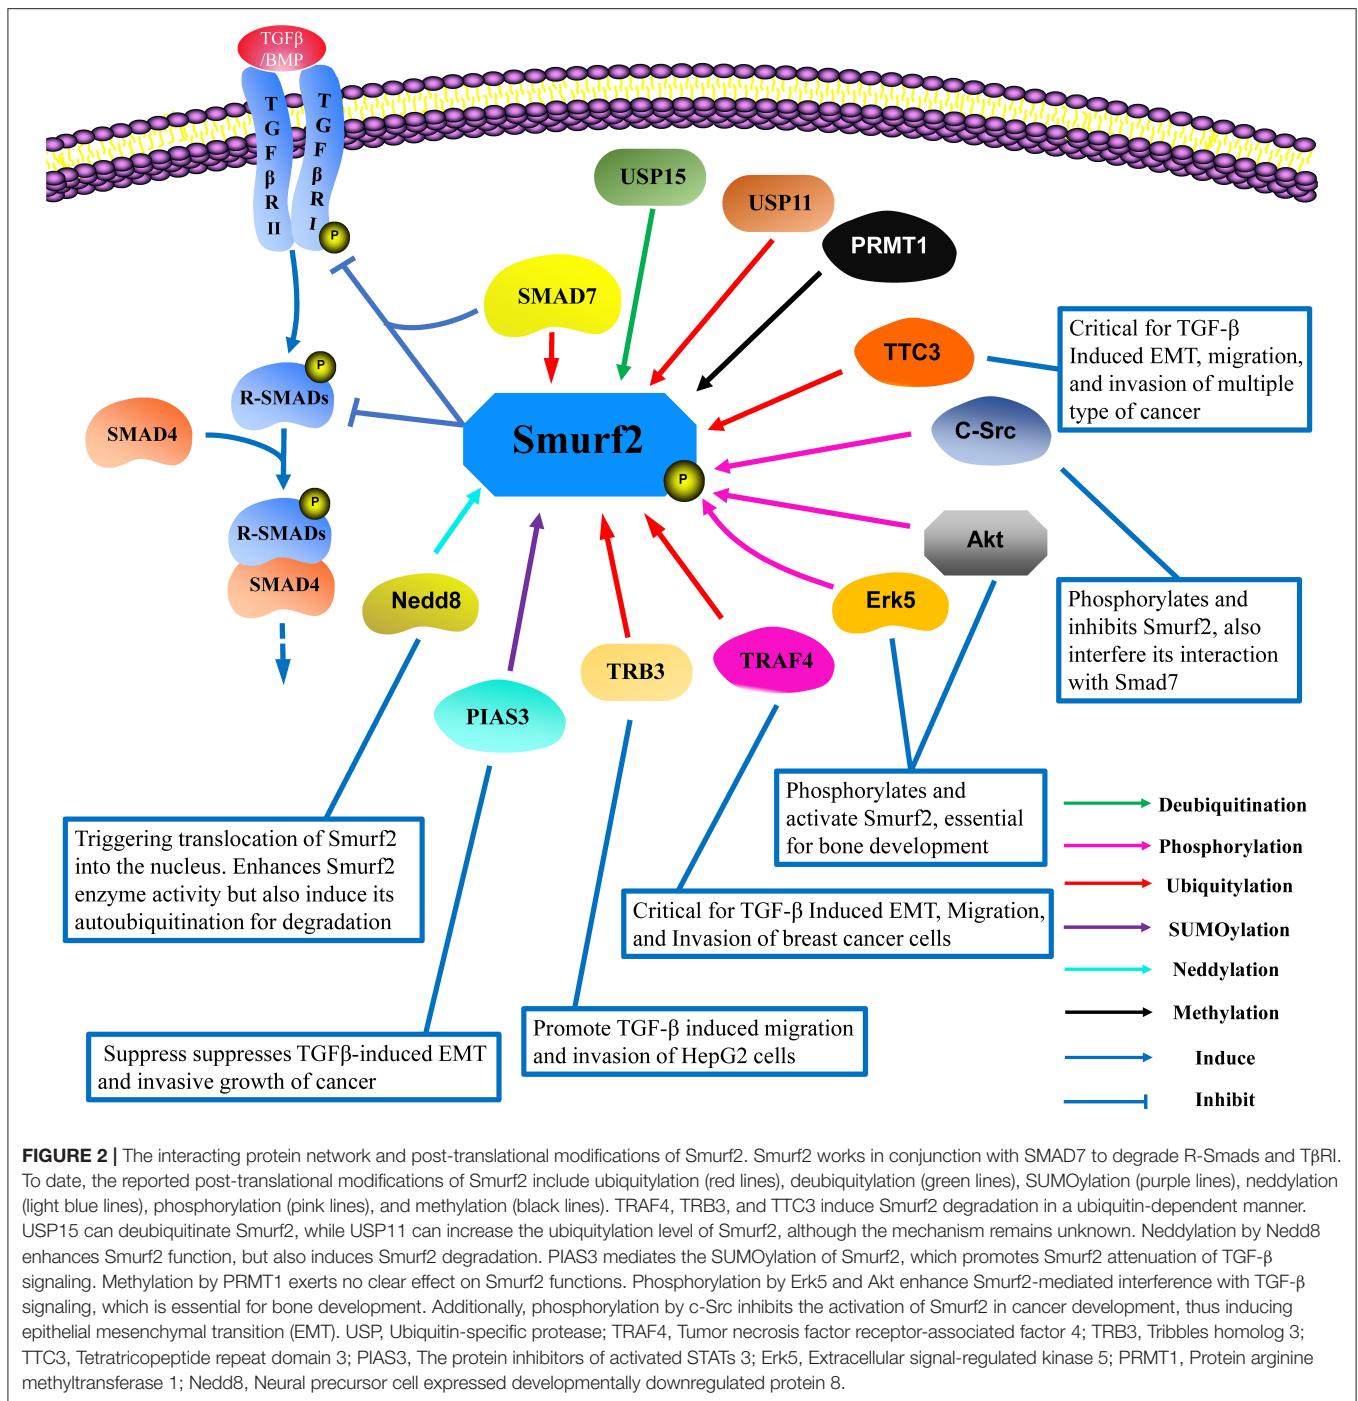 TGFβ
/BMP
TGFβRII
TGFβRI
P
USP15
USP11
PRMT1
SMAD7
TTC3
Critical for TGF-β
Induced EMT, migration,
and invasion of multiple
type of cancer
P
R-SMADs
SMAD4
C-Src
Smurf2
P
P
R-SMADs
SMAD4
Akt
Nedd8
Erk5
Phosphorylates and
inhibits Smurf2, also
interfere its interaction
with Smad7
TRAF4
TRB3
PIAS3
Phosphorylates and
activate Smurf2, essential
for bone development
Triggering translocation of Smurf2
into the nucleus. Enhances Smurf2
enzyme activity but also induce its
autoubiquitination for degradation
Critical for TGF-β Induced EMT, Migration,
and Invasion of breast cancer cells
Promote TGF-β induced migration
and invasion of HepG2 cells
Suppress suppresses TGFβ-induced EMT
and invasive growth of cancer
Deubiquitination
Phosphorylation
Ubiquitylation
SUMOylation
Neddylation
Methylation
Induce
Inhibit
FIGURE 2 | The interacting protein network and post-translational modifications of Smurf2. Smurf2 works in conjunction with SMAD7 to degrade R-Smads and TβRI.
To date, the reported post-translational modifications of Smurf2 include ubiquitylation (red lines), deubiquitylation (green lines), SUMOylation (purple lines), neddylation
(light blue lines), phosphorylation (pink lines), and methylation (black lines). TRAF4, TRB3, and TTC3 induce Smurf2 degradation in a ubiquitin-dependent manner.
USP15 can deubiquitinate Smurf2, while USP11 can increase the ubiquitylation level of Smurf2, although the mechanism remains unknown. Neddylation by Nedd8
enhances Smurf2 function, but also induces Smurf2 degradation. PIAS3 mediates the SUMOylation of Smurf2, which promotes Smurf2 attenuation of TGF-β
signaling. Methylation by PRMT1 exerts no clear effect on Smurf2 functions. Phosphorylation by Erk5 and Akt enhance Smurf2-mediated interference with TGF-β
signaling, which is essential for bone development. Additionally, phosphorylation by c-Src inhibits the activation of Smurf2 in cancer development, thus inducing
epithelial mesenchymal transition (EMT). USP, Ubiquitin-specific protease; TRAF4, Tumor necrosis factor receptor-associated factor 4; TRB3, Tribbles homolog 3;
TTC3, Tetratricopeptide repeat domain 3; PIAS3, The protein inhibitors of activated STATs 3; Erk5, Extracellular signal-regulated kinase 5; PRMT1, Protein arginine
methyltransferase 1; Nedd8, Neural precursor cell expressed developmentally downregulated protein 8.